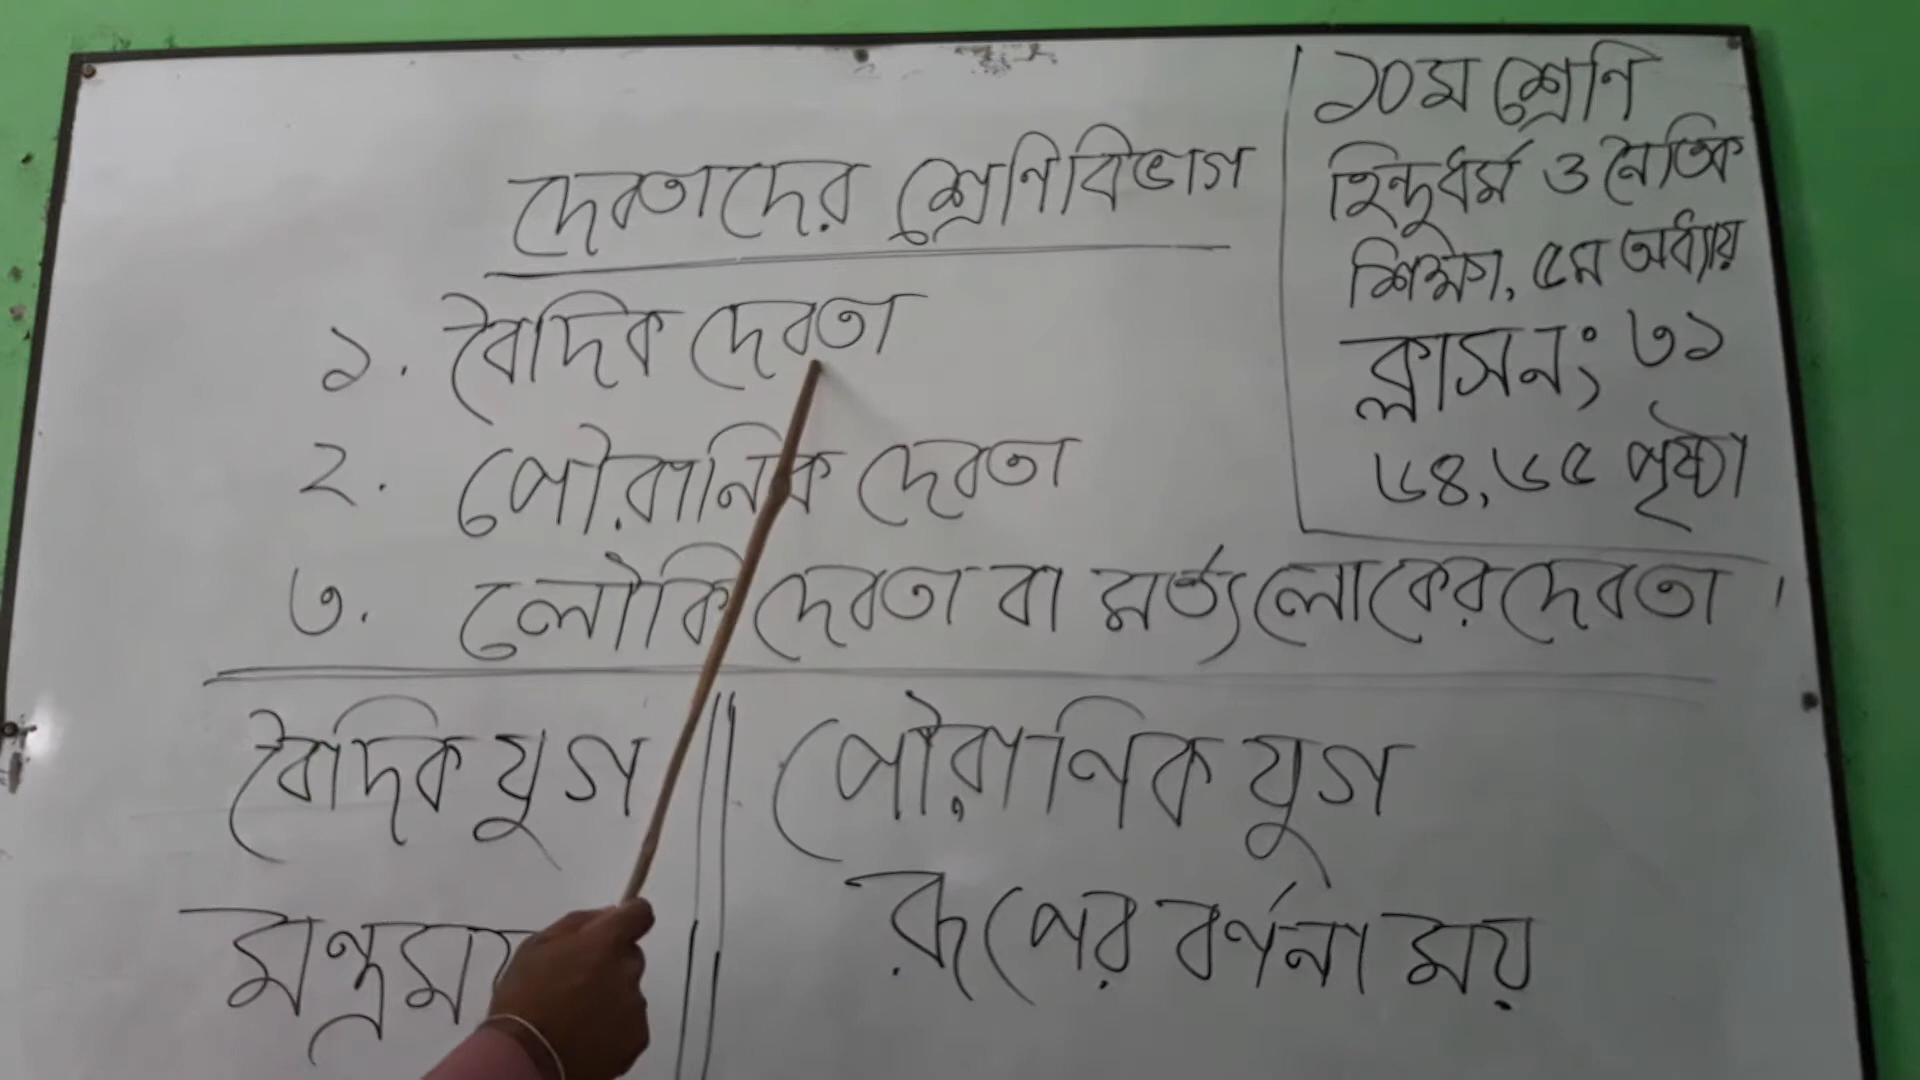 দেবতাদের শ্রেণিবিভাগ
১. বৈদিক দেবতা
২. পৌরাণিক দেবতা
৩. লৌকি দেবতা বা মর্ত্যলোকের দেবতা।
১০ম শ্রেণি
হিন্দুধর্ম ও নৈতিক
শিক্ষা, ৫ম অধ্যায়
ক্লাসনং ৩১
৬৪,৬৫ পৃষ্ঠা
বৈদিক যুগ
পৌরাণিক যুগ
রূপের বর্ণনা ময়